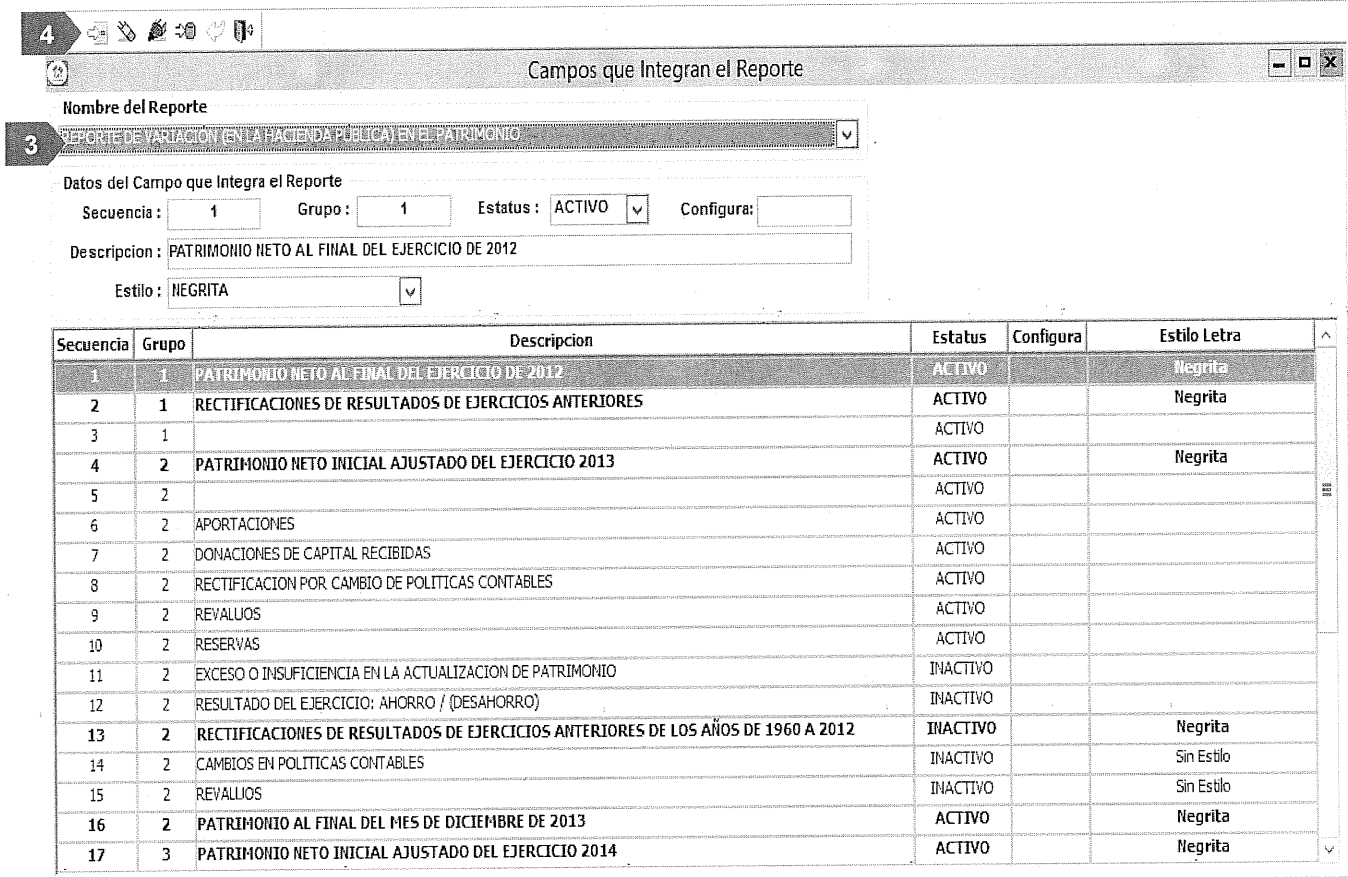 4
Campos que Integran el Reporte
Nombre del Reporte
3
REPORTE DE VARIACION (EN LA HACIENDA PUBLICA) EN EL PATRIMONIO
Datos del Campo que Integra el Reporte
Secuencia : 1 Grupo : 1 Estatus : ACTIVO Configura:
Descripcion : PATRIMONIO NETO AL FINAL DEL EJERCICIO DE 2012
Estilo : NEGRITA
Secuencia Grupo Descripcion Estatus Configura Estilo Letra
1 1 PATRIMONIO NETO AL FINAL DEL EJERCICIO DE 2012 ACTIVO Negrita
2 1 RECTIFICACIONES DE RESULTADOS DE EJERCICIOS ANTERIORES ACTIVO Negrita
3 1 ACTIVO
4 2 PATRIMONIO NETO INICIAL AJUSTADO DEL EJERCICIO 2013 ACTIVO Negrita
5 2 ACTIVO
6 2 APORTACIONES ACTIVO
7 2 DONACIONES DE CAPITAL RECIBIDAS ACTIVO
8 2 RECTIFICACION POR CAMBIO DE POLITICAS CONTABLES ACTIVO
9 2 REVALUOS ACTIVO
10 2 RESERVAS ACTIVO
11 2 EXCESO O INSUFICIENCIA EN LA ACTUALIZACION DE PATRIMONIO INACTIVO
12 2 RESULTADO DEL EJERCICIO: AHORRO / (DESAHORRO) INACTIVO
13 2 RECTIFICACIONES DE RESULTADOS DE EJERCICIOS ANTERIORES DE LOS AÑOS DE 1960 A 2012 INACTIVO Negrita
14 2 CAMBIOS EN POLITICAS CONTABLES INACTIVO Sin Estilo
15 2 REVALUOS INACTIVO Sin Estilo
16 2 PATRIMONIO AL FINAL DEL MES DE DICIEMBRE DE 2013 ACTIVO Negrita
17 3 PATRIMONIO NETO INICIAL AJUSTADO DEL EJERCICIO 2014 ACTIVO Negrita